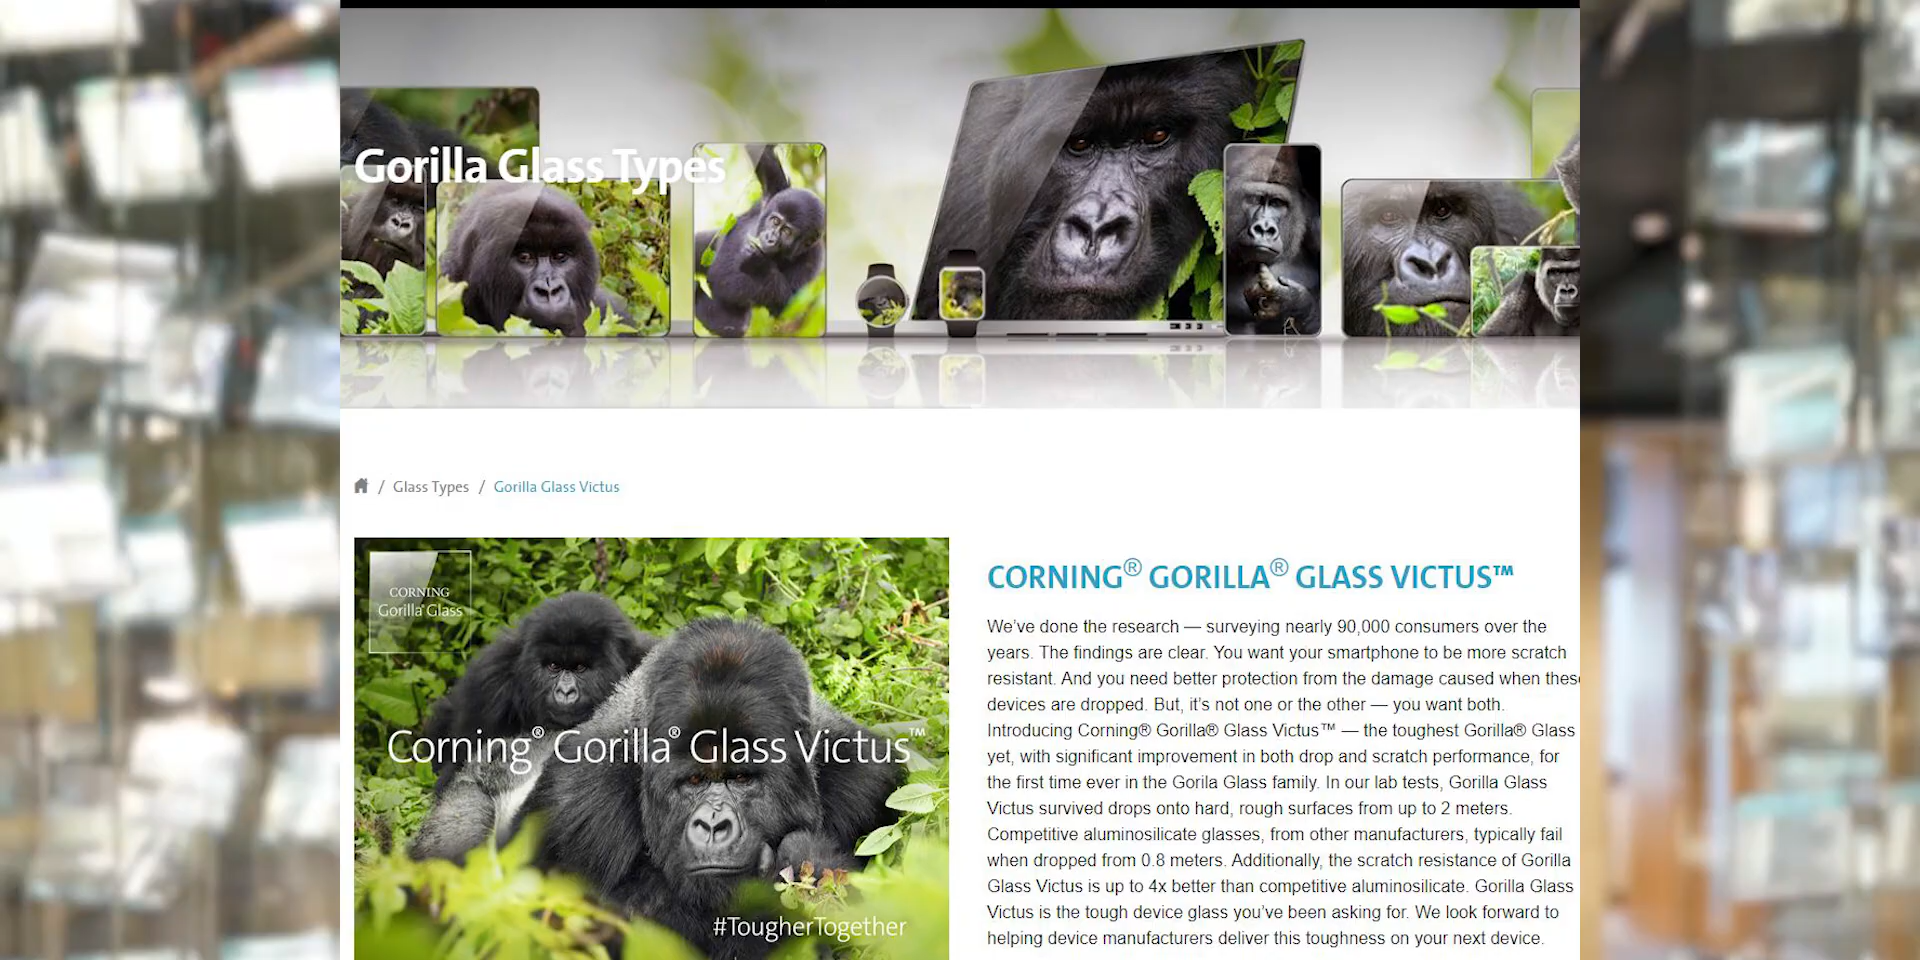 Gorilla Glass Types
/ Glass Types / Gorilla Glass Victus
CORNING
Gorilla® Glass
Corning® Gorilla® Glass Victus™
#TougherTogether
CORNING® GORILLA® GLASS VICTUS™
We've done the research — surveying nearly 90,000 consumers over the
years. The findings are clear. You want your smartphone to be more scratch
resistant. And you need better protection from the damage caused when these
devices are dropped. But, it's not one or the other — you want both.
Introducing Corning® Gorilla® Glass Victus™ — the toughest Gorilla® Glass
yet, with significant improvement in both drop and scratch performance, for
the first time ever in the Gorila Glass family. In our lab tests, Gorilla Glass
Victus survived drops onto hard, rough surfaces from up to 2 meters.
Competitive aluminosilicate glasses, from other manufacturers, typically fail
when dropped from 0.8 meters. Additionally, the scratch resistance of Gorilla
Glass Victus is up to 4x better than competitive aluminosilicate. Gorilla Glass
Victus is the tough device glass you've been asking for. We look forward to
helping device manufacturers deliver this toughness on your next device.